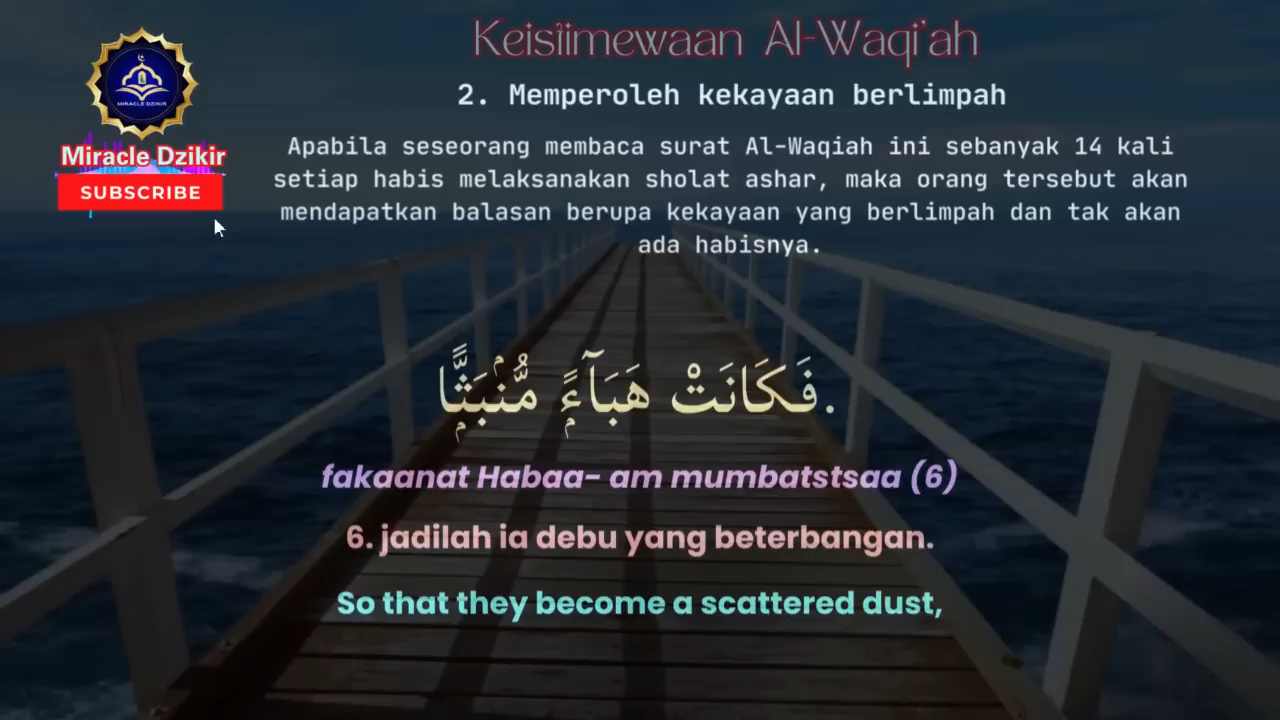 Keistimewaan Al-Waqi'ah
2. Memperoleh kekayaan berlimpah
Apabila seseorang membaca surat Al-Waqiah ini sebanyak 14 kali
setiap habis melaksanakan sholat ashar, maka orang tersebut akan
mendapatkan balasan berupa kekayaan yang berlimpah dan tak akan
ada habisnya.
MIRACLE DZIKIR
Miracle Dzikir
SUBSCRIBE
فَكَانَتْ هَبَآءًۭ مُّنۢبَثًّۭا.
fakaanat Habaa- am mumbatstsaa (6)
6. jadilah ia debu yang beterbangan.
So that they become a scattered dust,